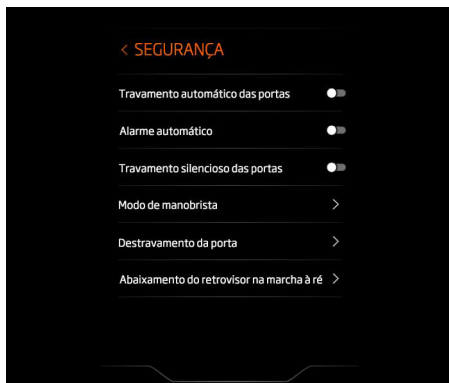 < SEGURANÇA
Travamento automático das portas
Alarme automático
Travamento silencioso das portas
Modo de manobrista
Destravamento da porta
Abaixamento do retrovisor na marcha à ré